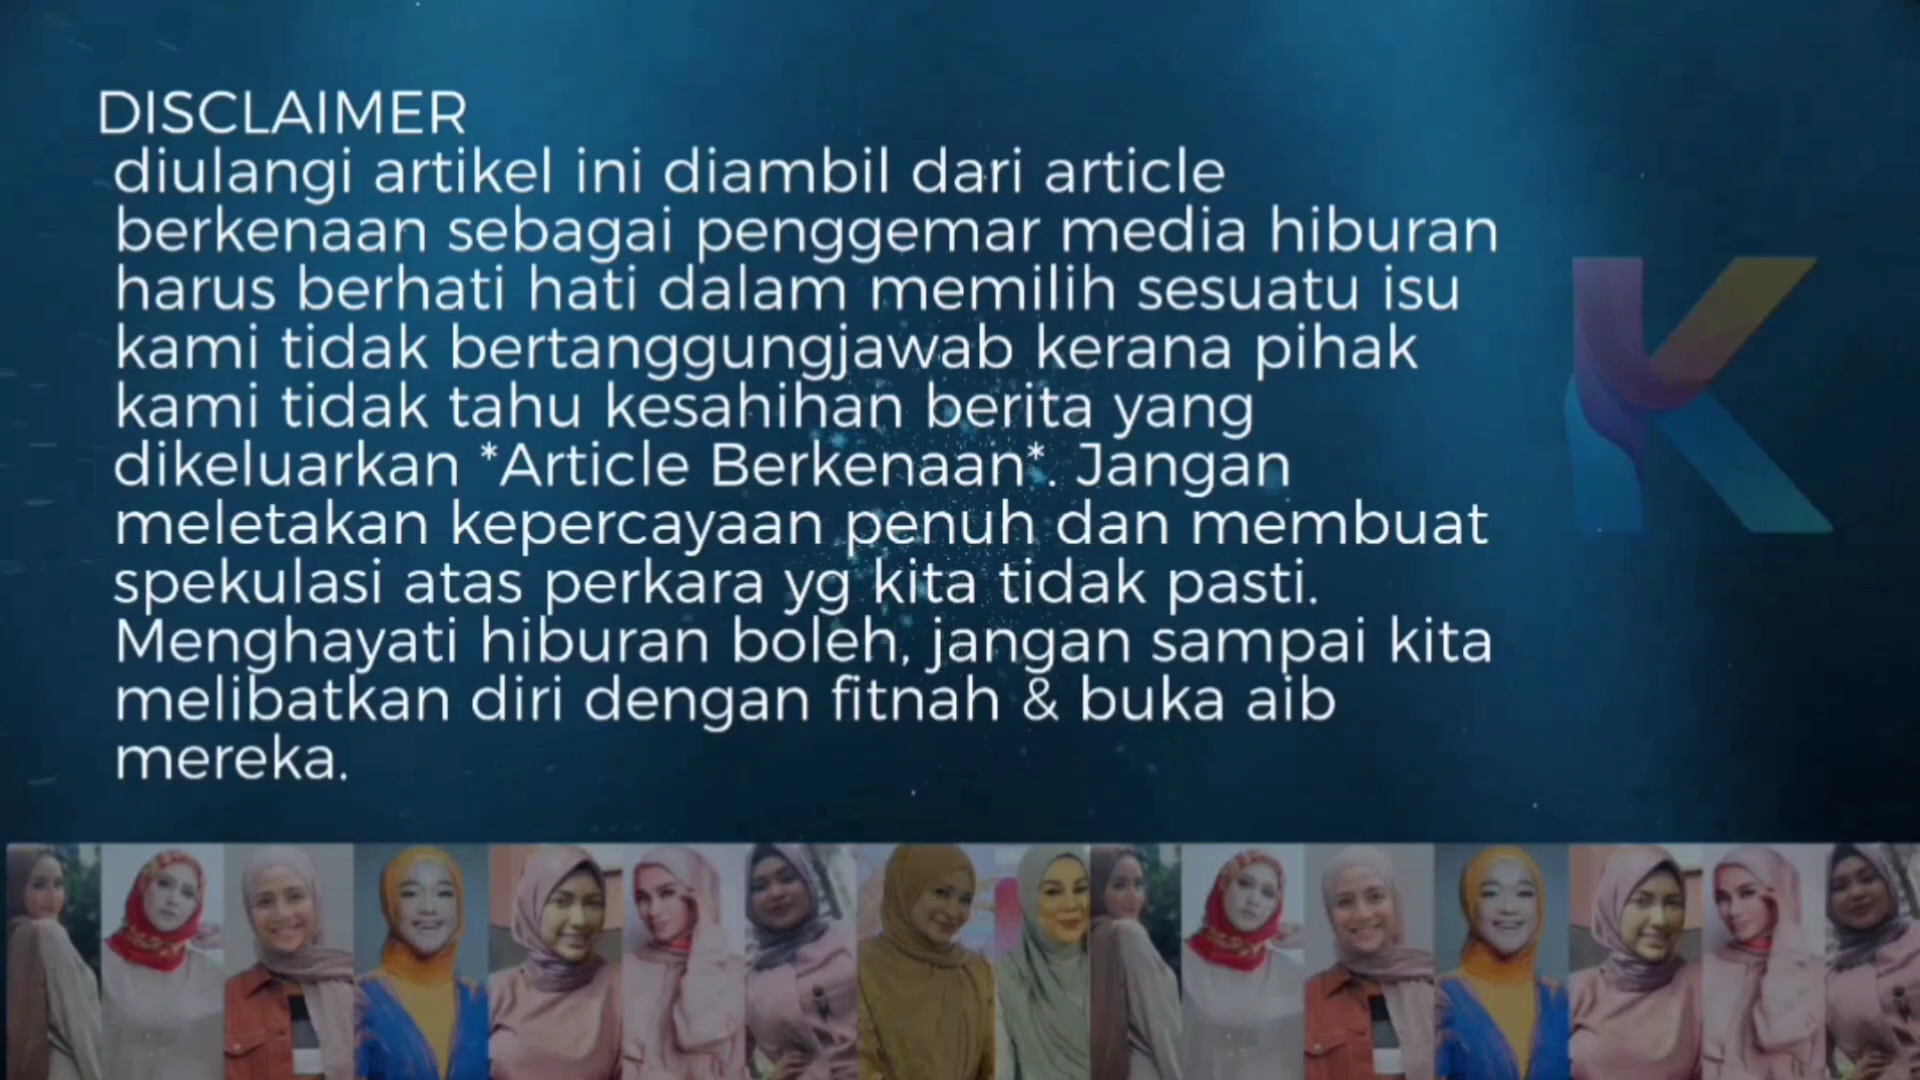 DISCLAIMER
diulangi artikel ini diambil dari article
berkenaan sebagai penggemar media hiburan
harus berhati hati dalam memilih sesuatu isu
kami tidak bertanggungjawab kerana pihak
kami tidak tahu kesahihan berita yang
dikeluarkan *Article Berkenaan*. Jangan
meletakan kepercayaan penuh dan membuat
spekulasi atas perkara yg kita tidak pasti.
Menghayati hiburan boleh, jangan sampai kita
melibatkan diri dengan fitnah & buka aib
mereka.
K